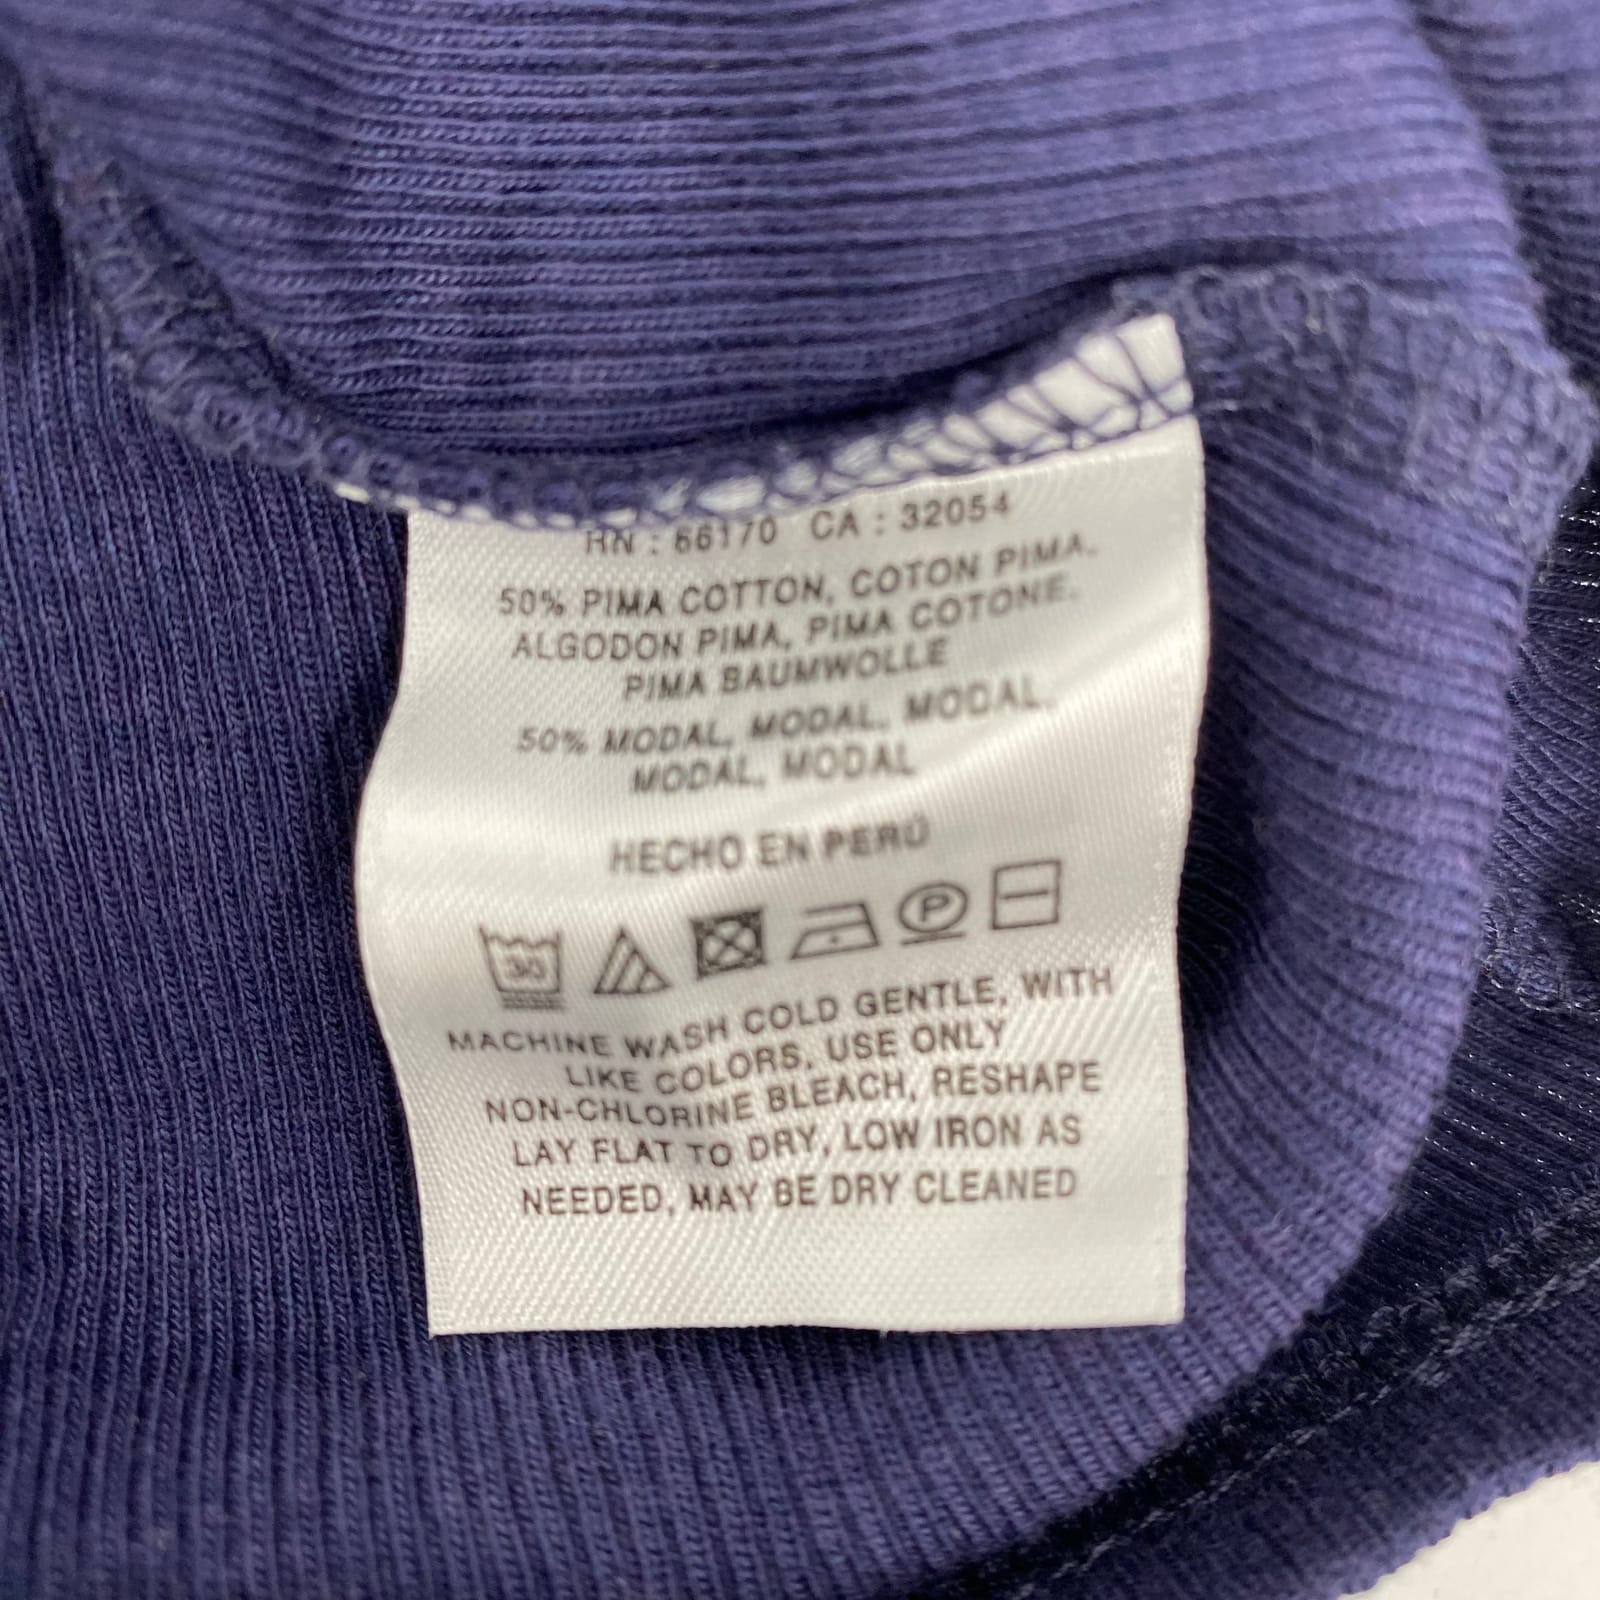 RN : 66170 CA : 32054
50% PIMA COTTON, COTON PIMA,
ALGODON PIMA, PIMA COTONE,
PIMA BAUMWOLLE
50% MODAL, MODAL, MODAL,
MODAL, MODAL
HECHO EN PERÚ
30 P
MACHINE WASH COLD GENTLE, WITH
LIKE COLORS, USE ONLY
NON-CHLORINE BLEACH, RESHAPE
LAY FLAT TO DRY, LOW IRON AS
NEEDED, MAY BE DRY CLEANED